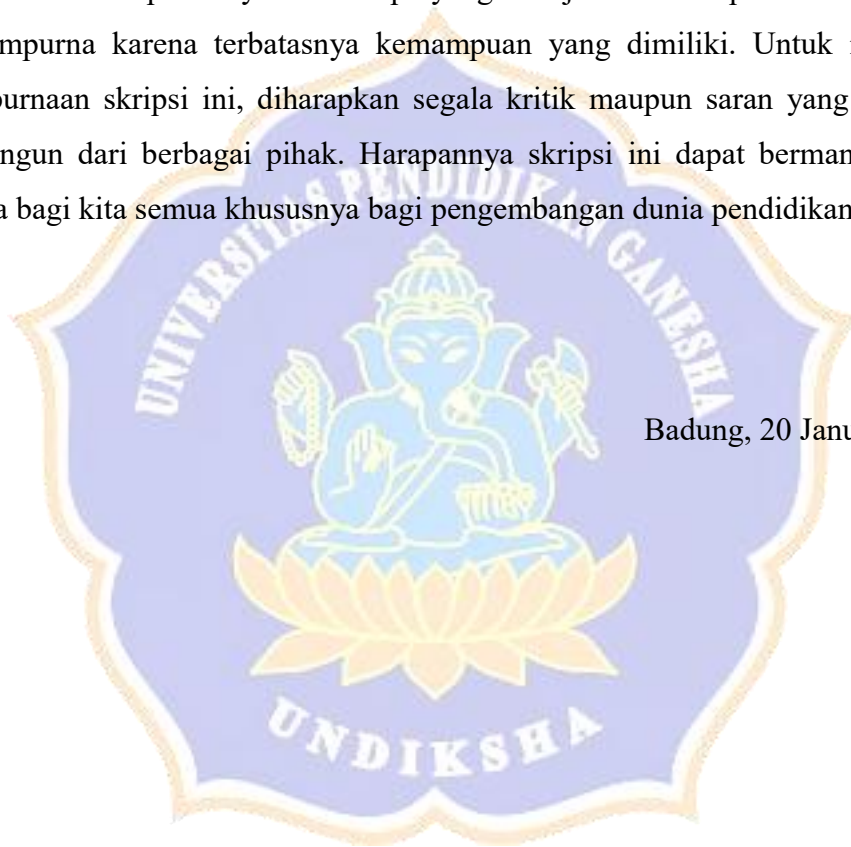 mpurna karena terbatasnya kemampuan yang dimiliki. Untuk
purnaan skripsi ini, diharapkan segala kritik maupun saran yang
ngun dari berbagai pihak. Harapannya skripsi ini dapat berman
a bagi kita semua khususnya bagi pengembangan dunia pendidikan
UNIVERSITAS PENDIDIKAN GANESHA
Badung, 20 Janu
UNDIKSHA